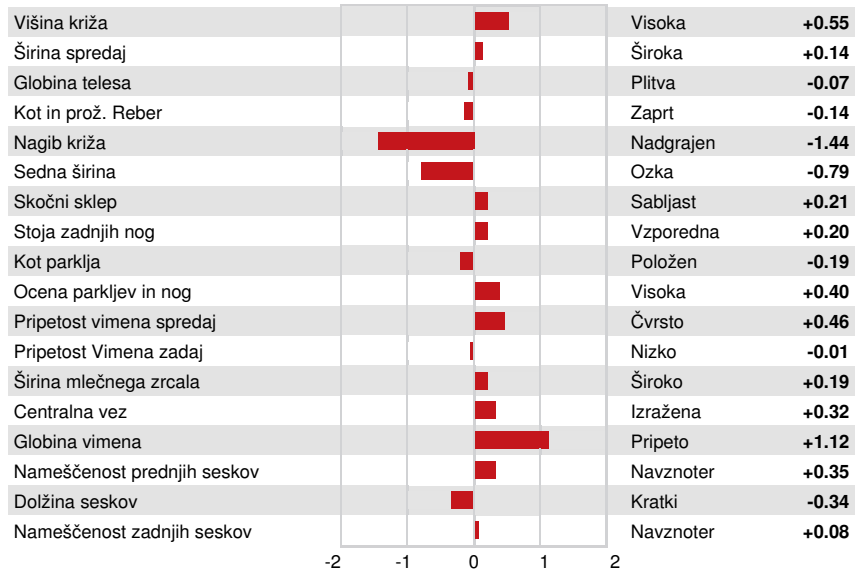 Višina križa Visoka +0.55
Širina spredaj Široka +0.14
Globina telesa Plitva -0.07
Kot in prož. Reber Zaprt -0.14
Nagib križa Nadgrajen -1.44
Sedna širina Ozka -0.79
Skočni sklep Sabljast +0.21
Stoja zadnjih nog Vzporedna +0.20
Kot parklja Položen -0.19
Ocena parkljev in nog Visoka +0.40
Pripetost vimena spredaj Čvrsto +0.46
Pripetost Vimena zadaj Nizko -0.01
Širina mlečnega zrcala Široko +0.19
Centralna vez Izražena +0.32
Globina vimena Pripeto +1.12
Nameščenost prednjih seskov Navznoter +0.35
Dolžina seskov Kratki -0.34
Nameščenost zadnjih seskov Navznoter +0.08
-2 -1 0 1 2